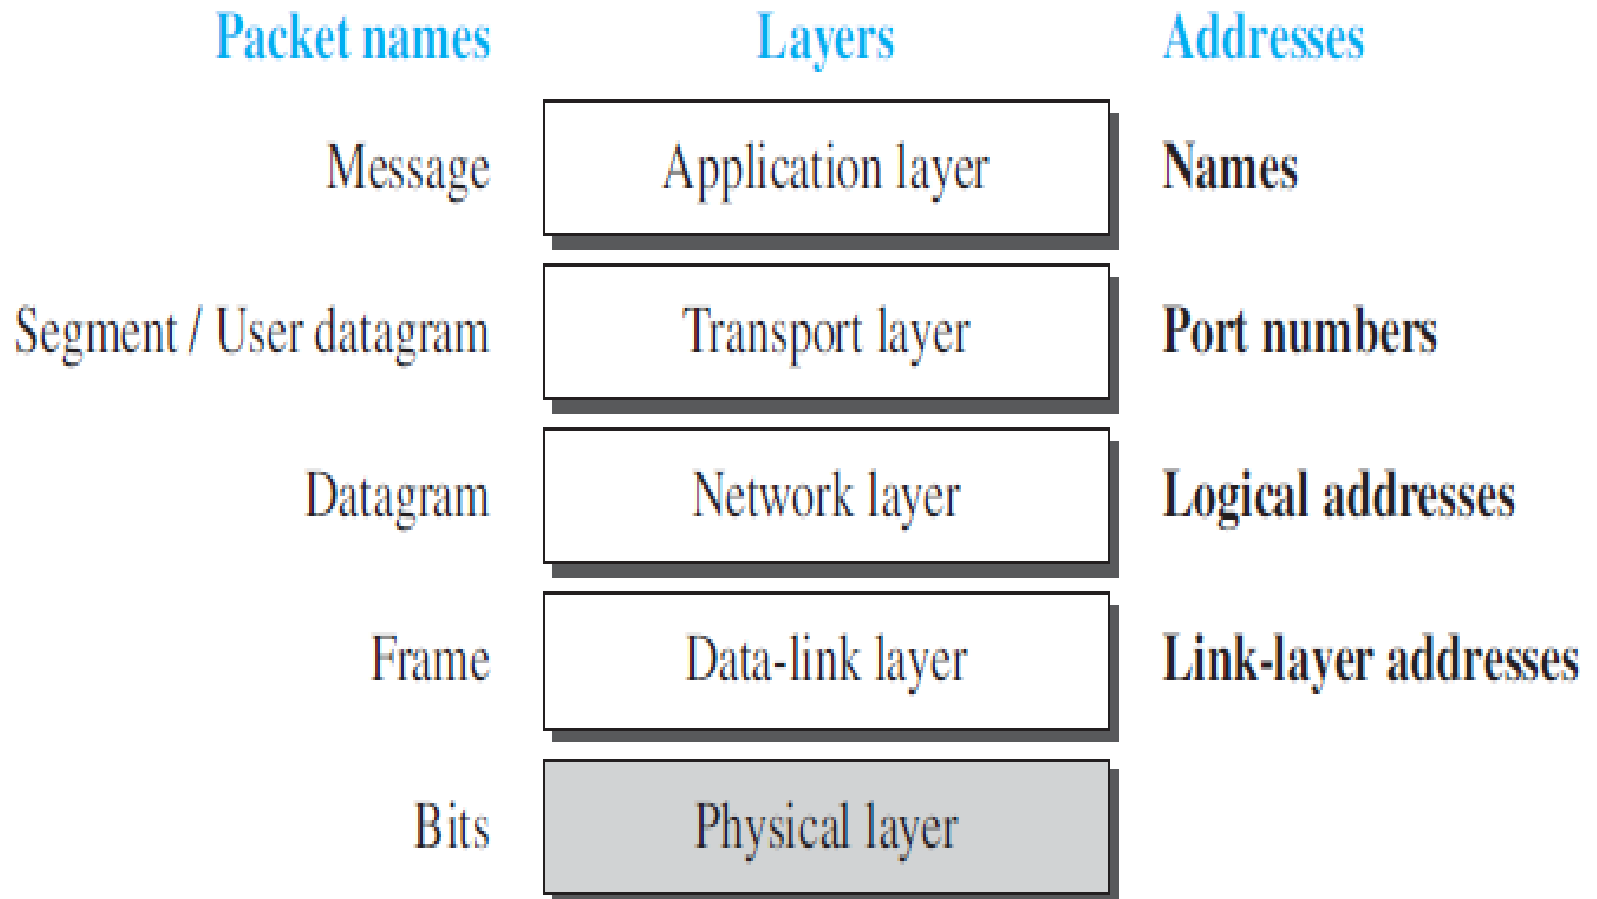 Packet names Layers Addresses
Message Application layer Names
Segment / User datagram Transport layer Port numbers
Datagram Network layer Logical addresses
Frame Data-link layer Link-layer addresses
Bits Physical layer